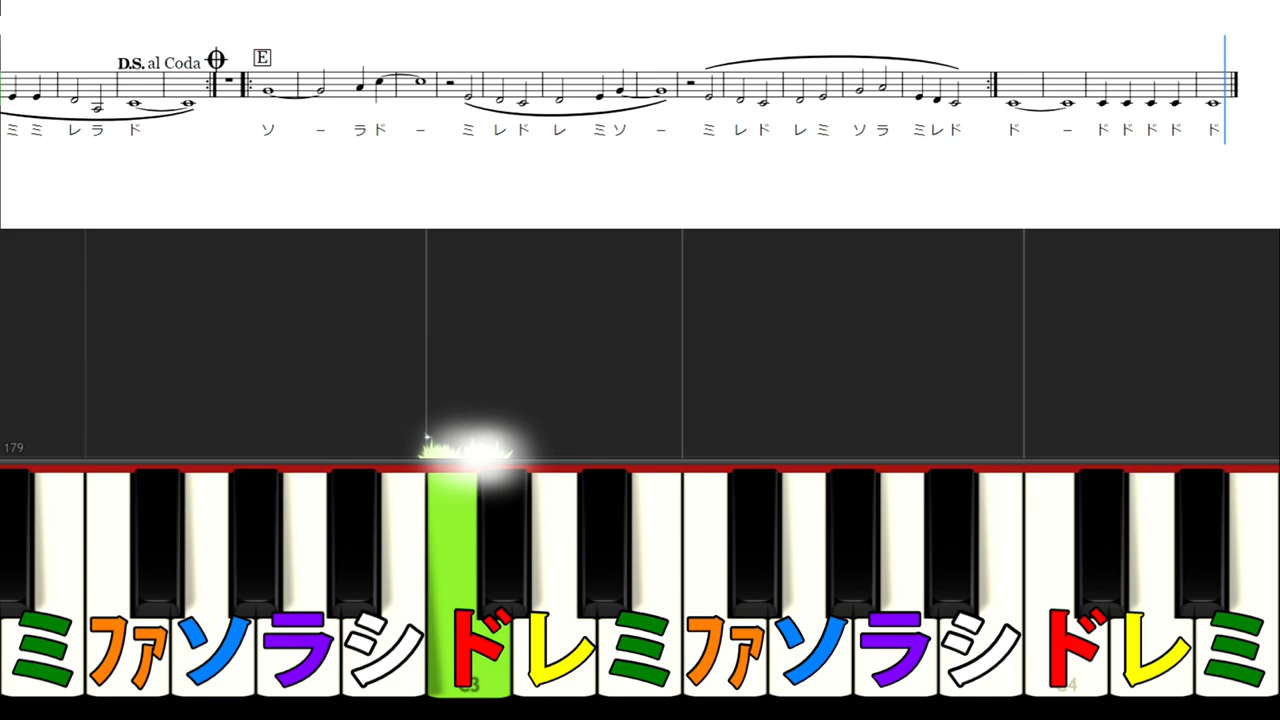 D.S. al Coda E
ミ ミ レ ラ ド ソ – ラ ド – ミ レ ド レ ミ ソ – ミ レ ド レ ミ ソ ラ ミ レ ド ド – ド ド ド ド ド
179
ミ ファ ソ ラ シ ド レ ミ ファ ソ ラ シ ド レ ミ
C3 C4